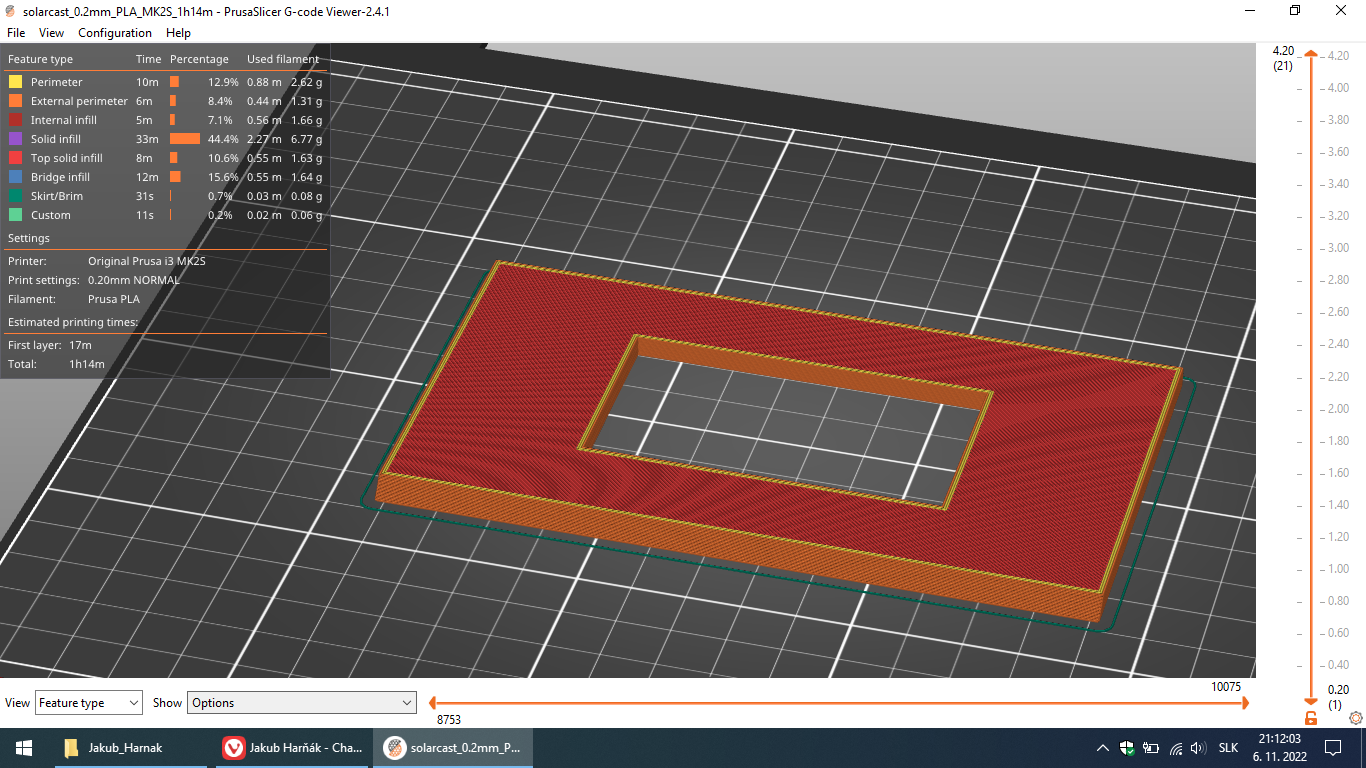 solarcast_0.2mm_PLA_MK2S_1h14m - PrusaSlicer G-code Viewer-2.4.1
File View Configuration Help
Feature type Time Percentage Used filament
Perimeter 10m 12.9% 0.88 m 2.62 g
External perimeter 6m 8.4% 0.44 m 1.31 g
Internal infill 5m 7.1% 0.56 m 1.66 g
Solid infill 33m 44.4% 2.27 m 6.77 g
Top solid infill 8m 10.6% 0.55 m 1.63 g
Bridge infill 12m 15.6% 0.55 m 1.64 g
Skirt/Brim 31s 0.7% 0.03 m 0.08 g
Custom 11s 0.2% 0.02 m 0.06 g
Settings
Printer: Original Prusa i3 MK2S
Print settings: 0.20mm NORMAL
Filament: Prusa PLA
Estimated printing times:
First layer: 17m
Total: 1h14m
4.20
(21)
4.20
4.00
3.80
3.60
3.40
3.20
3.00
2.80
2.60
2.40
2.20
2.00
1.80
1.60
1.40
1.20
1.00
0.80
0.60
0.40
0.20
(1)
10075
View Feature type Show Options
8753
Jakub_Harnak
Jakub Harňák - Cha...
solarcast_0.2mm_P...
SLK
21:12:03
6. 11. 2022